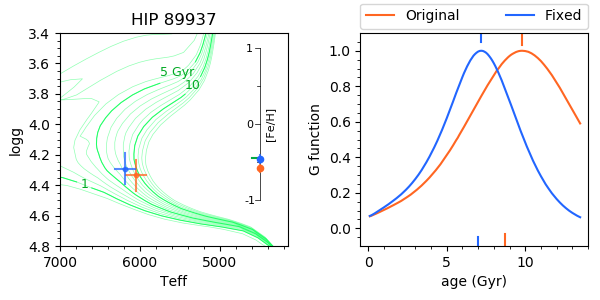 HIP 89937
3.4
3.6
3.8
4.0
4.2
4.4
4.6
4.8
logg
7000
6000
5000
Teff
5 Gyr
10
1
1
0
-1
[Fe/H]
Original
Fixed
1.0
0.8
0.6
0.4
0.2
0.0
G function
0
5
10
age (Gyr)